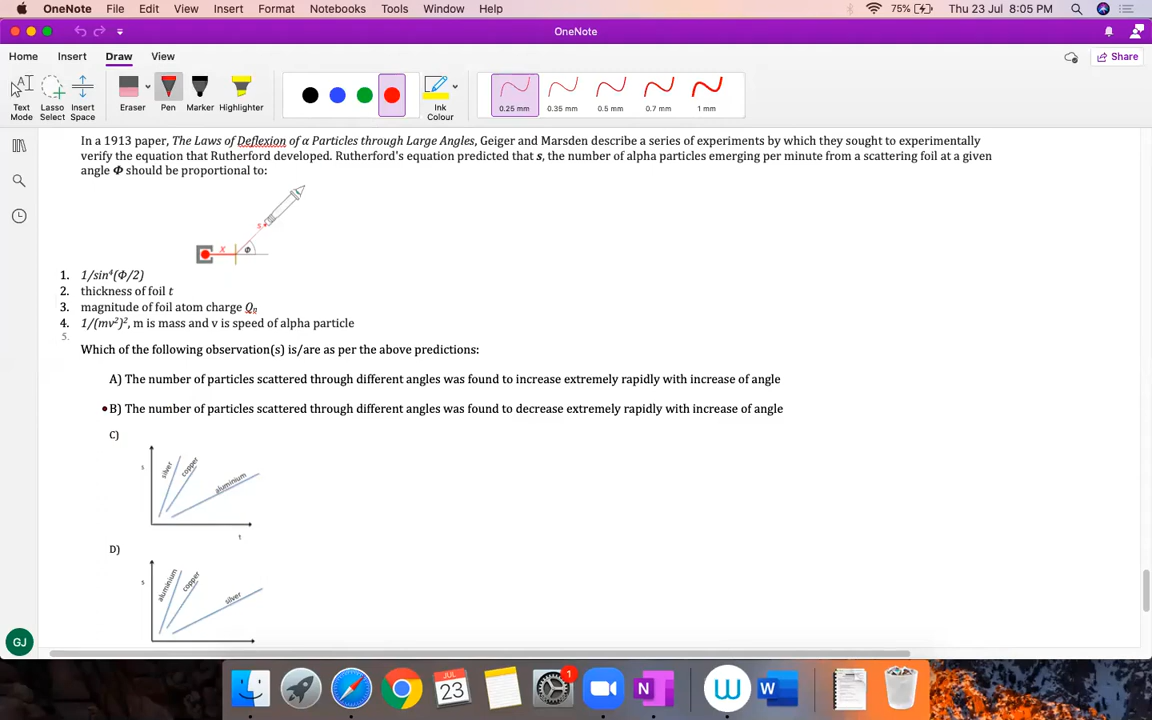 OneNote File Edit View Insert Format Notebooks Tools Window Help 75% Thu 23 Jul 8:05 PM
OneNote
Home Insert Draw View Share
Text Mode Lasso Select Insert Space Eraser Pen Marker Highlighter Ink Colour 0.25 mm 0.35 mm 0.5 mm 0.7 mm 1 mm
In a 1913 paper, The Laws of Deflexion of α Particles through Large Angles, Geiger and Marsden describe a series of experiments by which they sought to experimentally
verify the equation that Rutherford developed. Rutherford's equation predicted that s, the number of alpha particles emerging per minute from a scattering foil at a given
angle Φ should be proportional to:
s
X Φ
1. 1/sin⁴(Φ/2)
2. thickness of foil t
3. magnitude of foil atom charge Qₙ
4. 1/(mv²)², m is mass and v is speed of alpha particle
5.
Which of the following observation(s) is/are as per the above predictions:
A) The number of particles scattered through different angles was found to increase extremely rapidly with increase of angle
B) The number of particles scattered through different angles was found to decrease extremely rapidly with increase of angle
C)
s silver copper aluminium
t
D)
s aluminium copper silver
GJ
JUL 23 1 N W